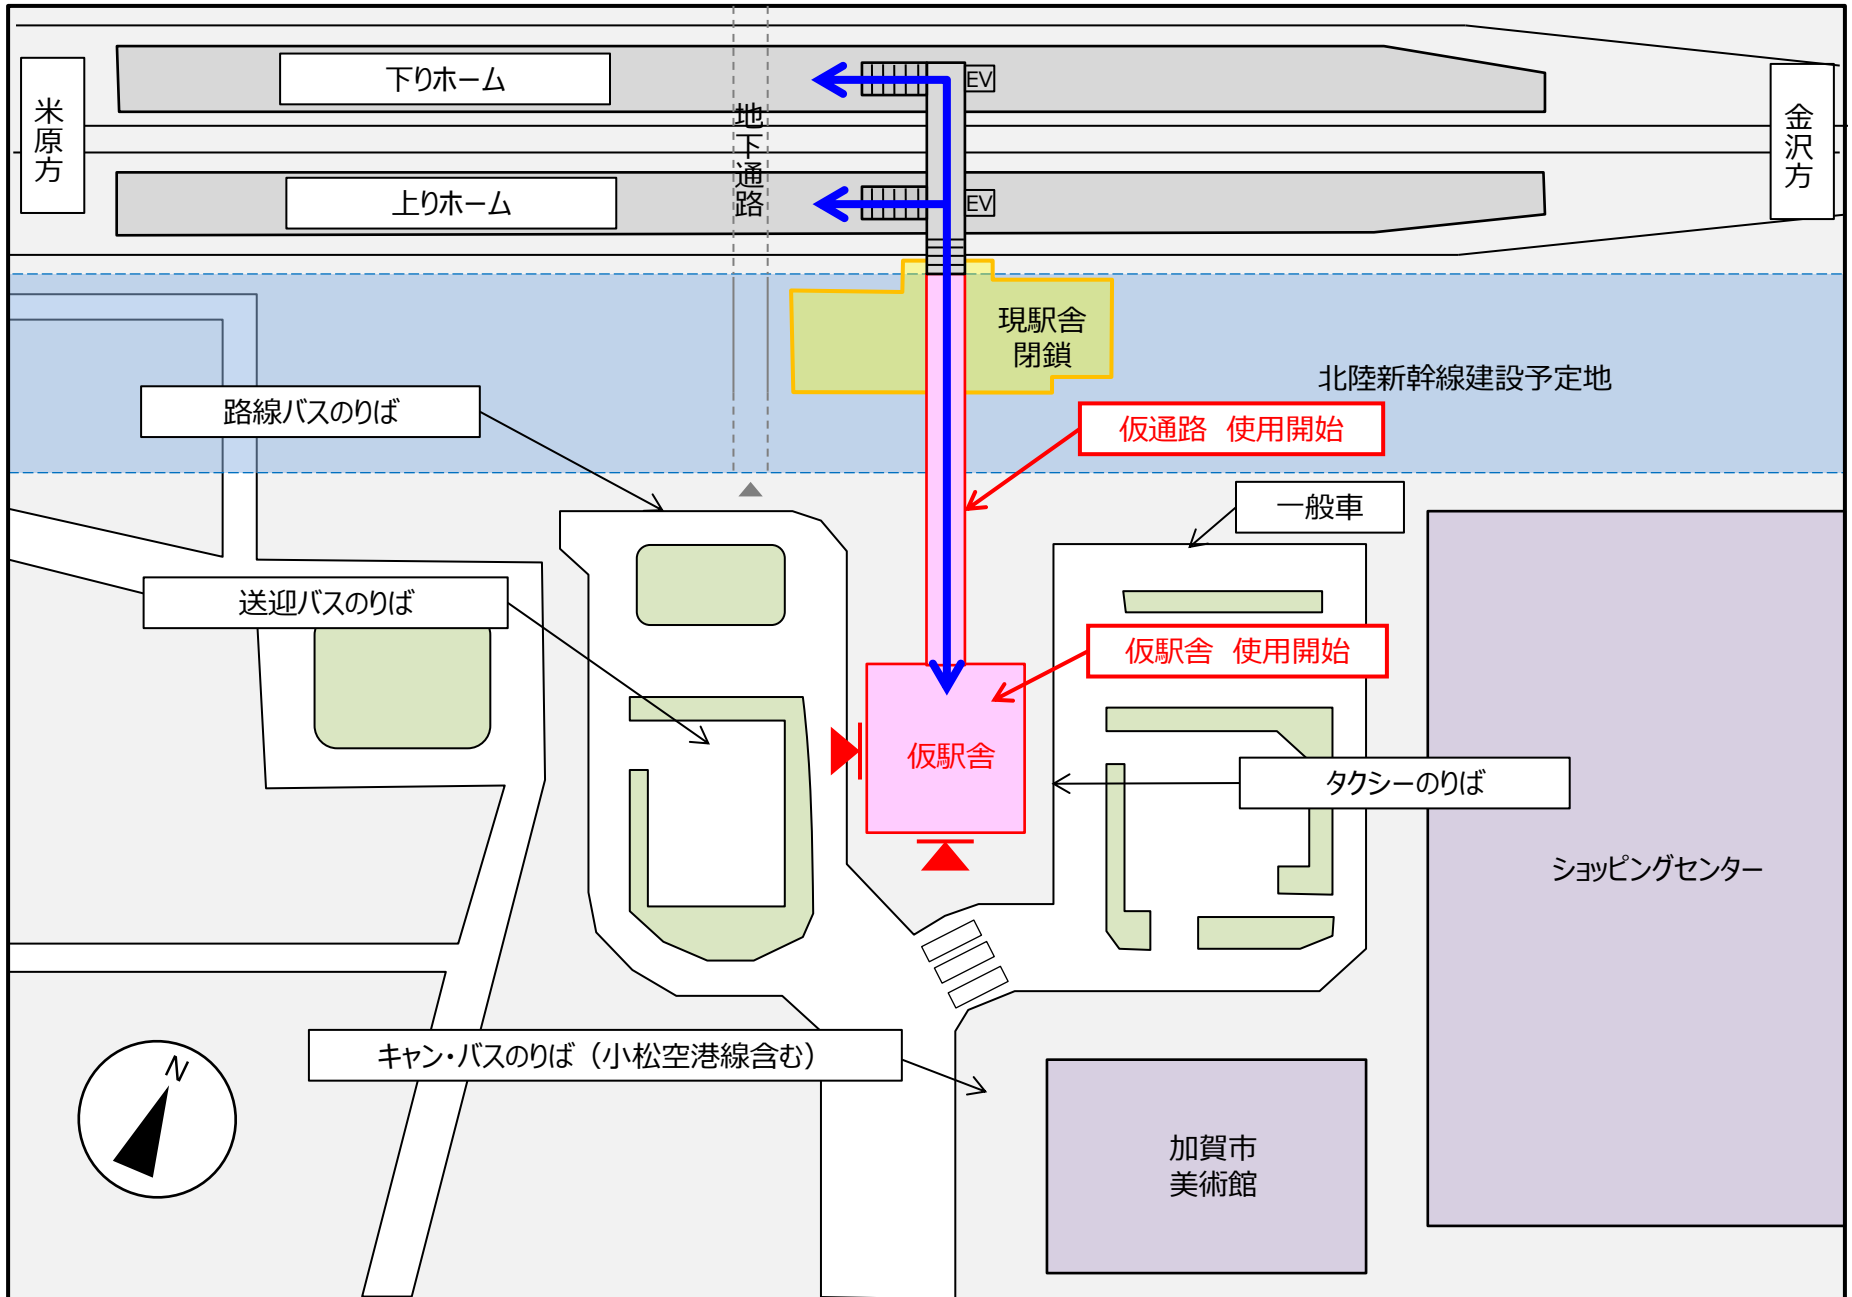 下りホーム
EV
米原方
地下通路
金沢方
上りホーム
EV
現駅舎
閉鎖
北陸新幹線建設予定地
路線バスのりば
仮通路　使用開始
一般車
送迎バスのりば
仮駅舎　使用開始
仮駅舎
タクシーのりば
ショッピングセンター
キャン・バスのりば（小松空港線含む）
N
加賀市
美術館